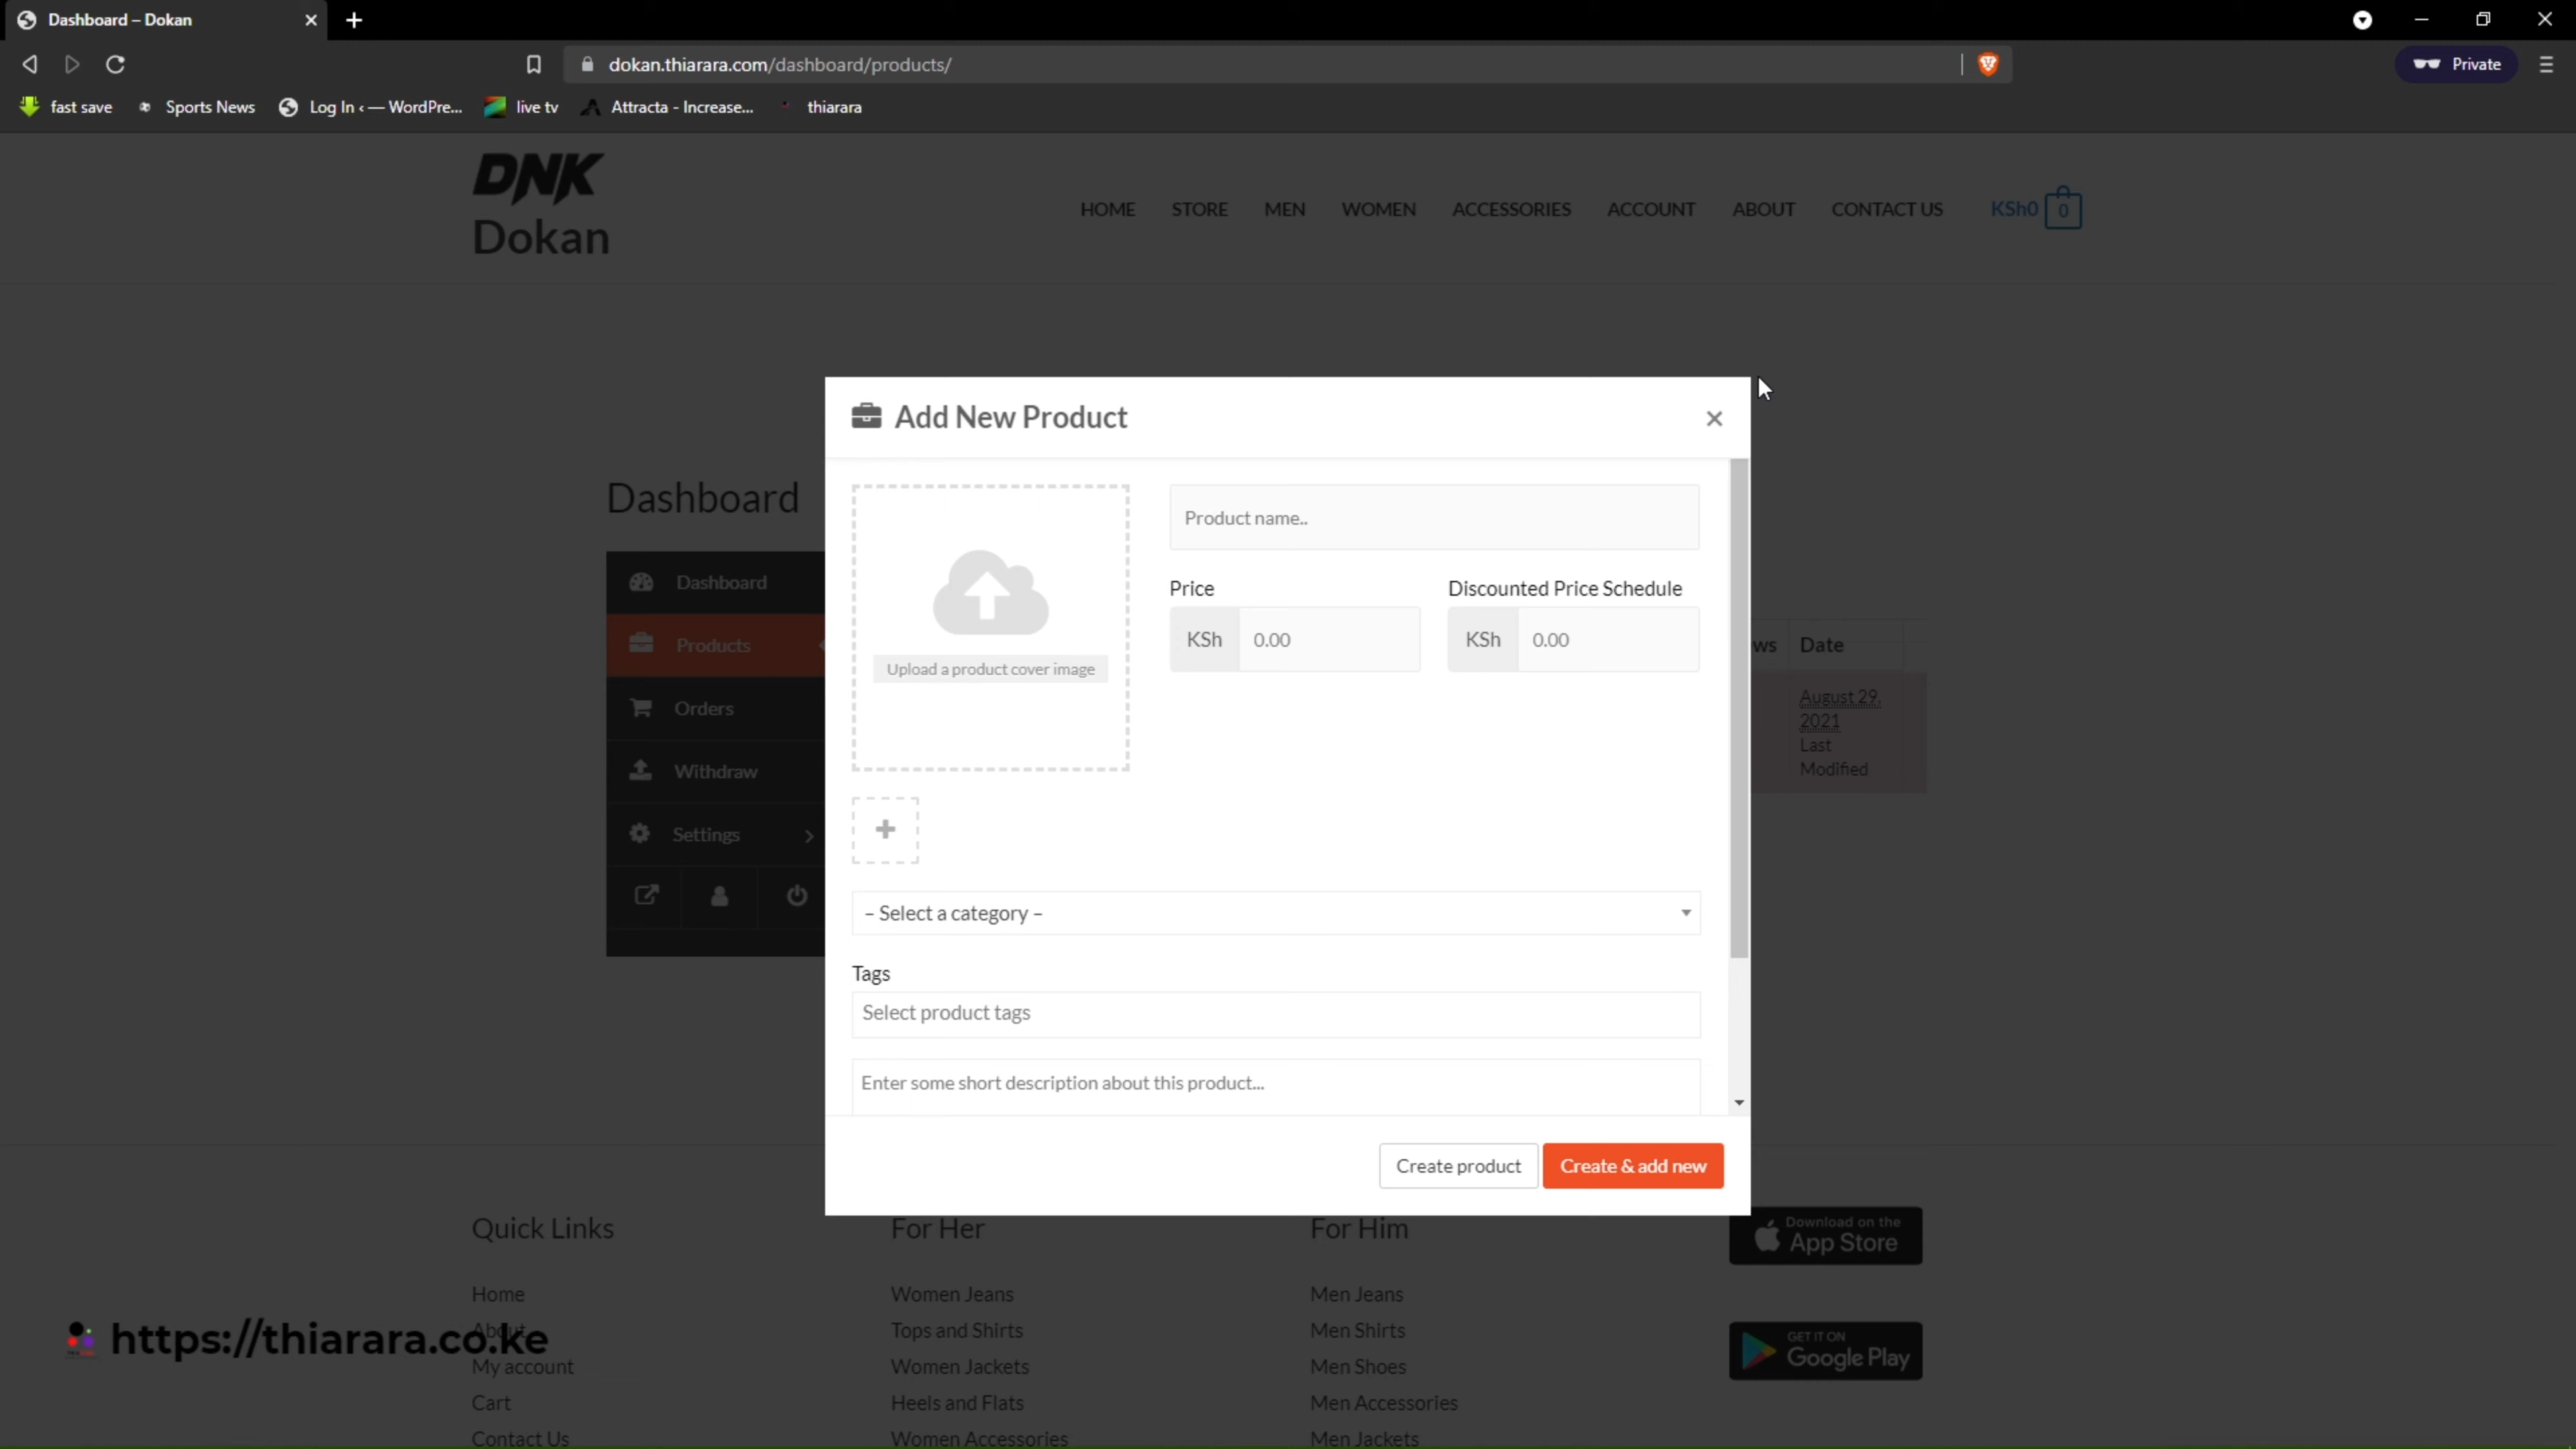 Dashboard – Dokan
dokan.thiarara.com/dashboard/products/
Private
fast save
Sports News
Log In ‹ — WordPre...
live tv
Attracta - Increase...
thiarara
DNK
Dokan
HOME
STORE
MEN
WOMEN
ACCESSORIES
ACCOUNT
ABOUT
CONTACT US
KSh0
0
Add New Product
Dashboard
Dashboard
Products
Orders
Withdraw
Settings
Upload a product cover image
Product name..
Price
Discounted Price Schedule
KSh 0.00
KSh 0.00
ws
Date
August 29,
2021
Last
Modified
– Select a category –
Tags
Select product tags
Enter some short description about this product...
Create product
Create & add new
Quick Links
Home
About
My account
Cart
Contact Us
For Her
Women Jeans
Tops and Shirts
Women Jackets
Heels and Flats
Women Accessories
For Him
Men Jeans
Men Shirts
Men Shoes
Men Accessories
Men Jackets
Download on the
App Store
GET IT ON
Google Play
https://thiarara.co.ke